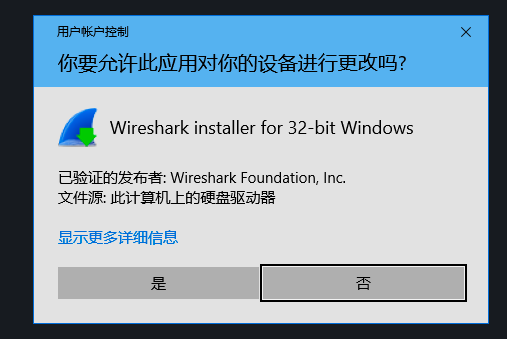 用户帐户控制
你要允许此应用对你的设备进行更改吗?
Wireshark installer for 32-bit Windows
已验证的发布者: Wireshark Foundation, Inc.
文件源: 此计算机上的硬盘驱动器
显示更多详细信息
是
否